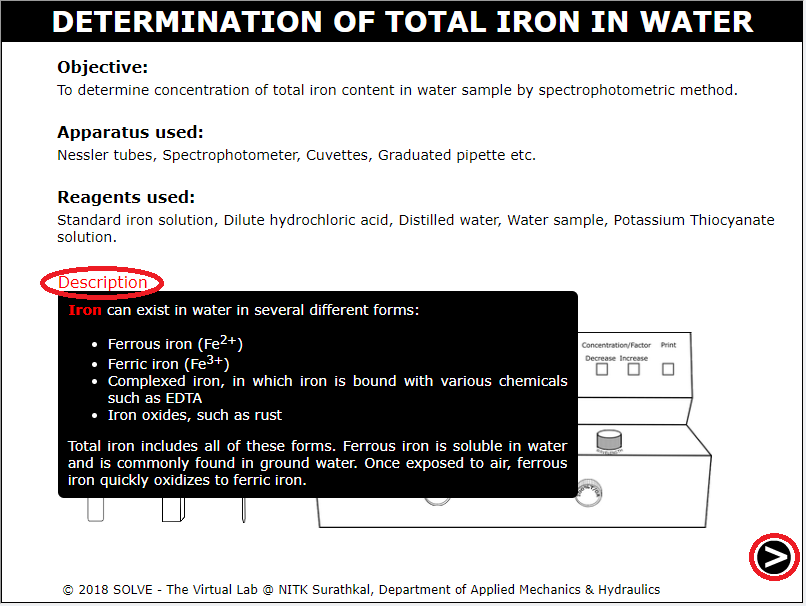 DETERMINATION OF TOTAL IRON IN WATER
Objective:
To determine concentration of total iron content in water sample by spectrophotometric method.
Apparatus used:
Nessler tubes, Spectrophotometer, Cuvettes, Graduated pipette etc.
Reagents used:
Standard iron solution, Dilute hydrochloric acid, Distilled water, Water sample, Potassium Thiocyanate
solution.
Description
Iron can exist in water in several different forms:
• Ferrous iron (Fe2+)
• Ferric iron (Fe3+)
• Complexed iron, in which iron is bound with various chemicals
such as EDTA
• Iron oxides, such as rust
Total iron includes all of these forms. Ferrous iron is soluble in water
and is commonly found in ground water. Once exposed to air, ferrous
iron quickly oxidizes to ferric iron.
Concentration/Factor Print
Decrease Increase
WAVELENGTH
>
© 2018 SOLVE - The Virtual Lab @ NITK Surathkal, Department of Applied Mechanics & Hydraulics